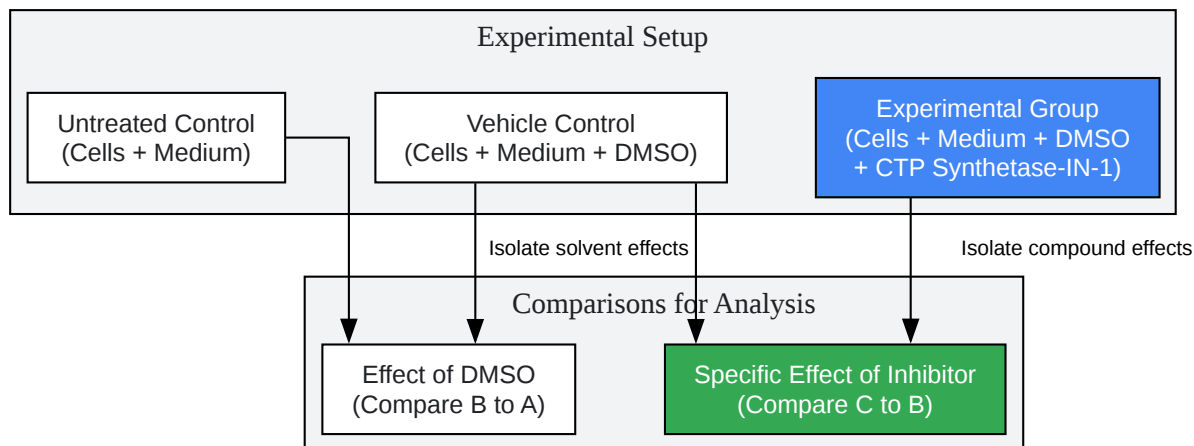 Experimental Setup
Untreated Control
(Cells + Medium)
Vehicle Control
(Cells + Medium + DMSO)
Experimental Group
(Cells + Medium + DMSO
+ CTP Synthetase-IN-1)
Isolate solvent effects
Isolate compound effects
Comparisons for Analysis
Effect of DMSO
(Compare B to A)
Specific Effect of Inhibitor
(Compare C to B)